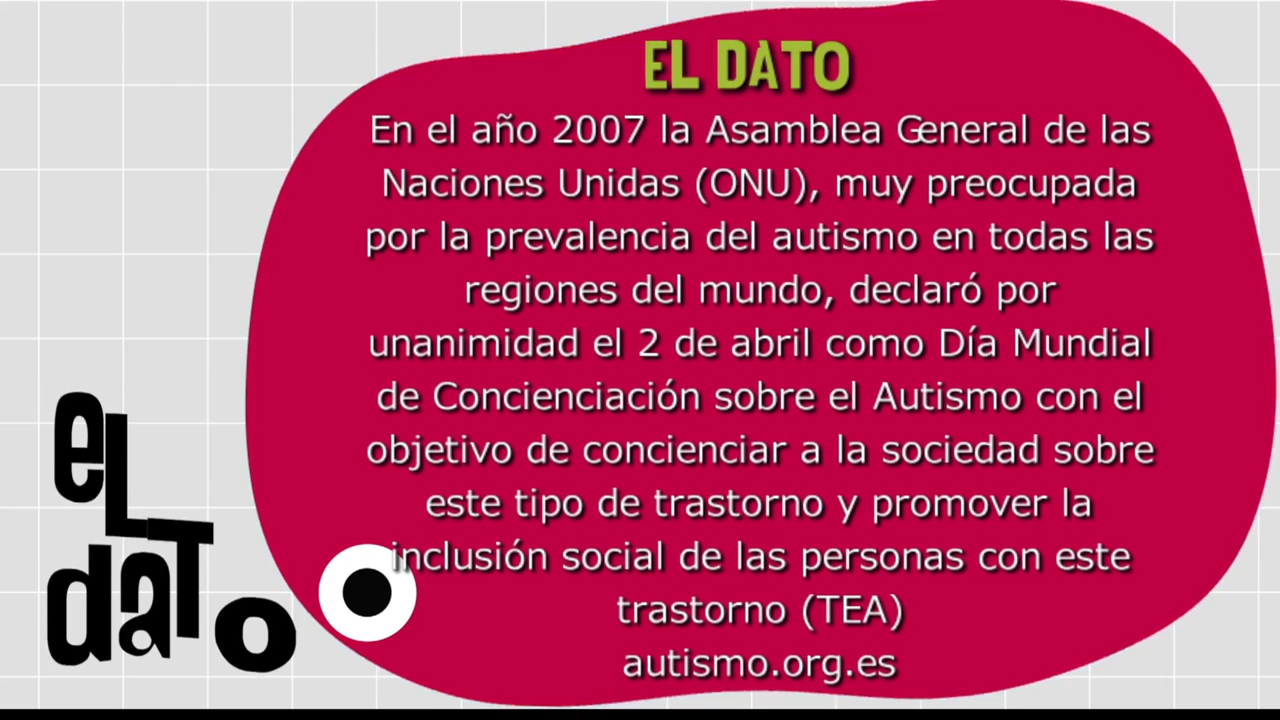 EL DATO
En el año 2007 la Asamblea General de las
Naciones Unidas (ONU), muy preocupada
por la prevalencia del autismo en todas las
regiones del mundo, declaró por
unanimidad el 2 de abril como Día Mundial
de Concienciación sobre el Autismo con el
objetivo de concienciar a la sociedad sobre
este tipo de trastorno y promover la
inclusión social de las personas con este
trastorno (TEA)
autismo.org.es
eL
daTo